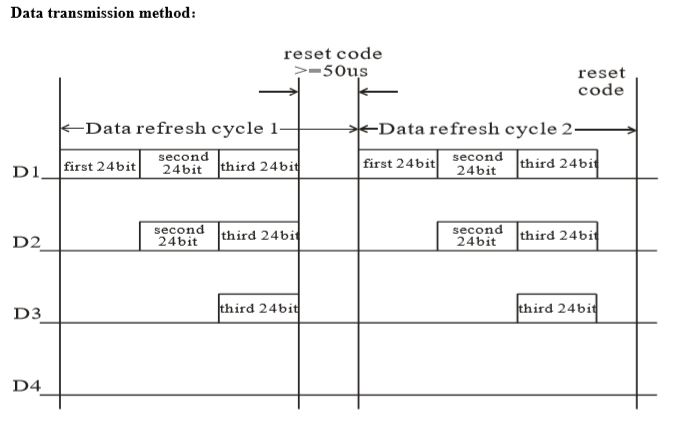 Data transmission method:
reset code
>=50us
reset
code
Data refresh cycle 1
Data refresh cycle 2
D1
first 24bit
second
24bit
third 24bit
first 24bit
second
24bit
third 24bit
D2
second
24bit
third 24bit
second
24bit
third 24bit
D3
third 24bit
third 24bit
D4